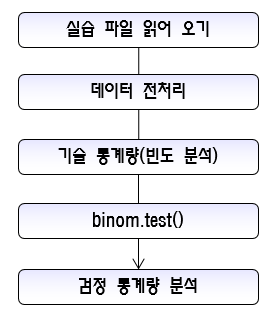 실습 파일 읽어 오기
데이터 전처리
기술 통계량(빈도 분석)
binom.test()
검정 통계량 분석